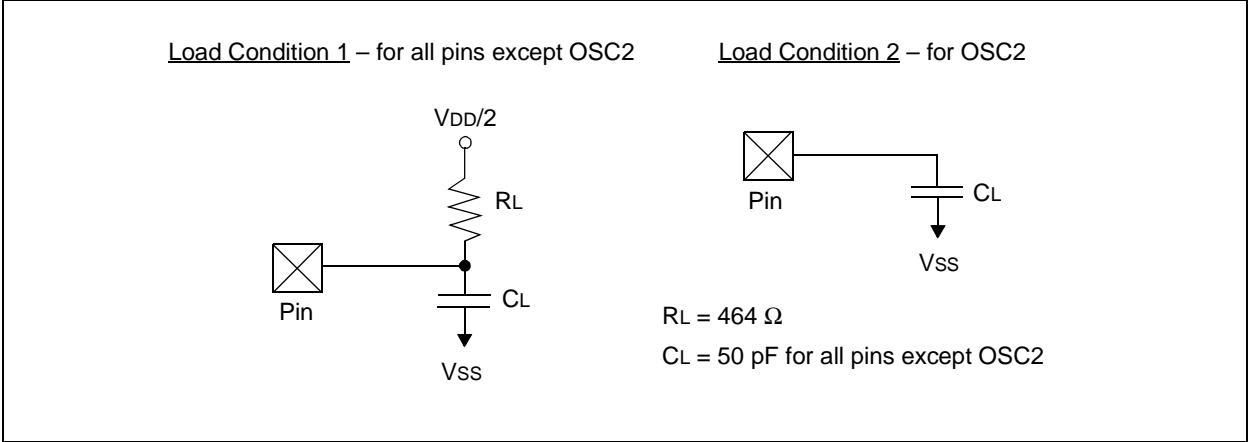 Load Condition 1 – for all pins except OSC2
VDD/2
RL
Pin
CL
VSS
Load Condition 2 – for OSC2
Pin
CL
VSS
RL = 464 Ω
CL = 50 pF for all pins except OSC2